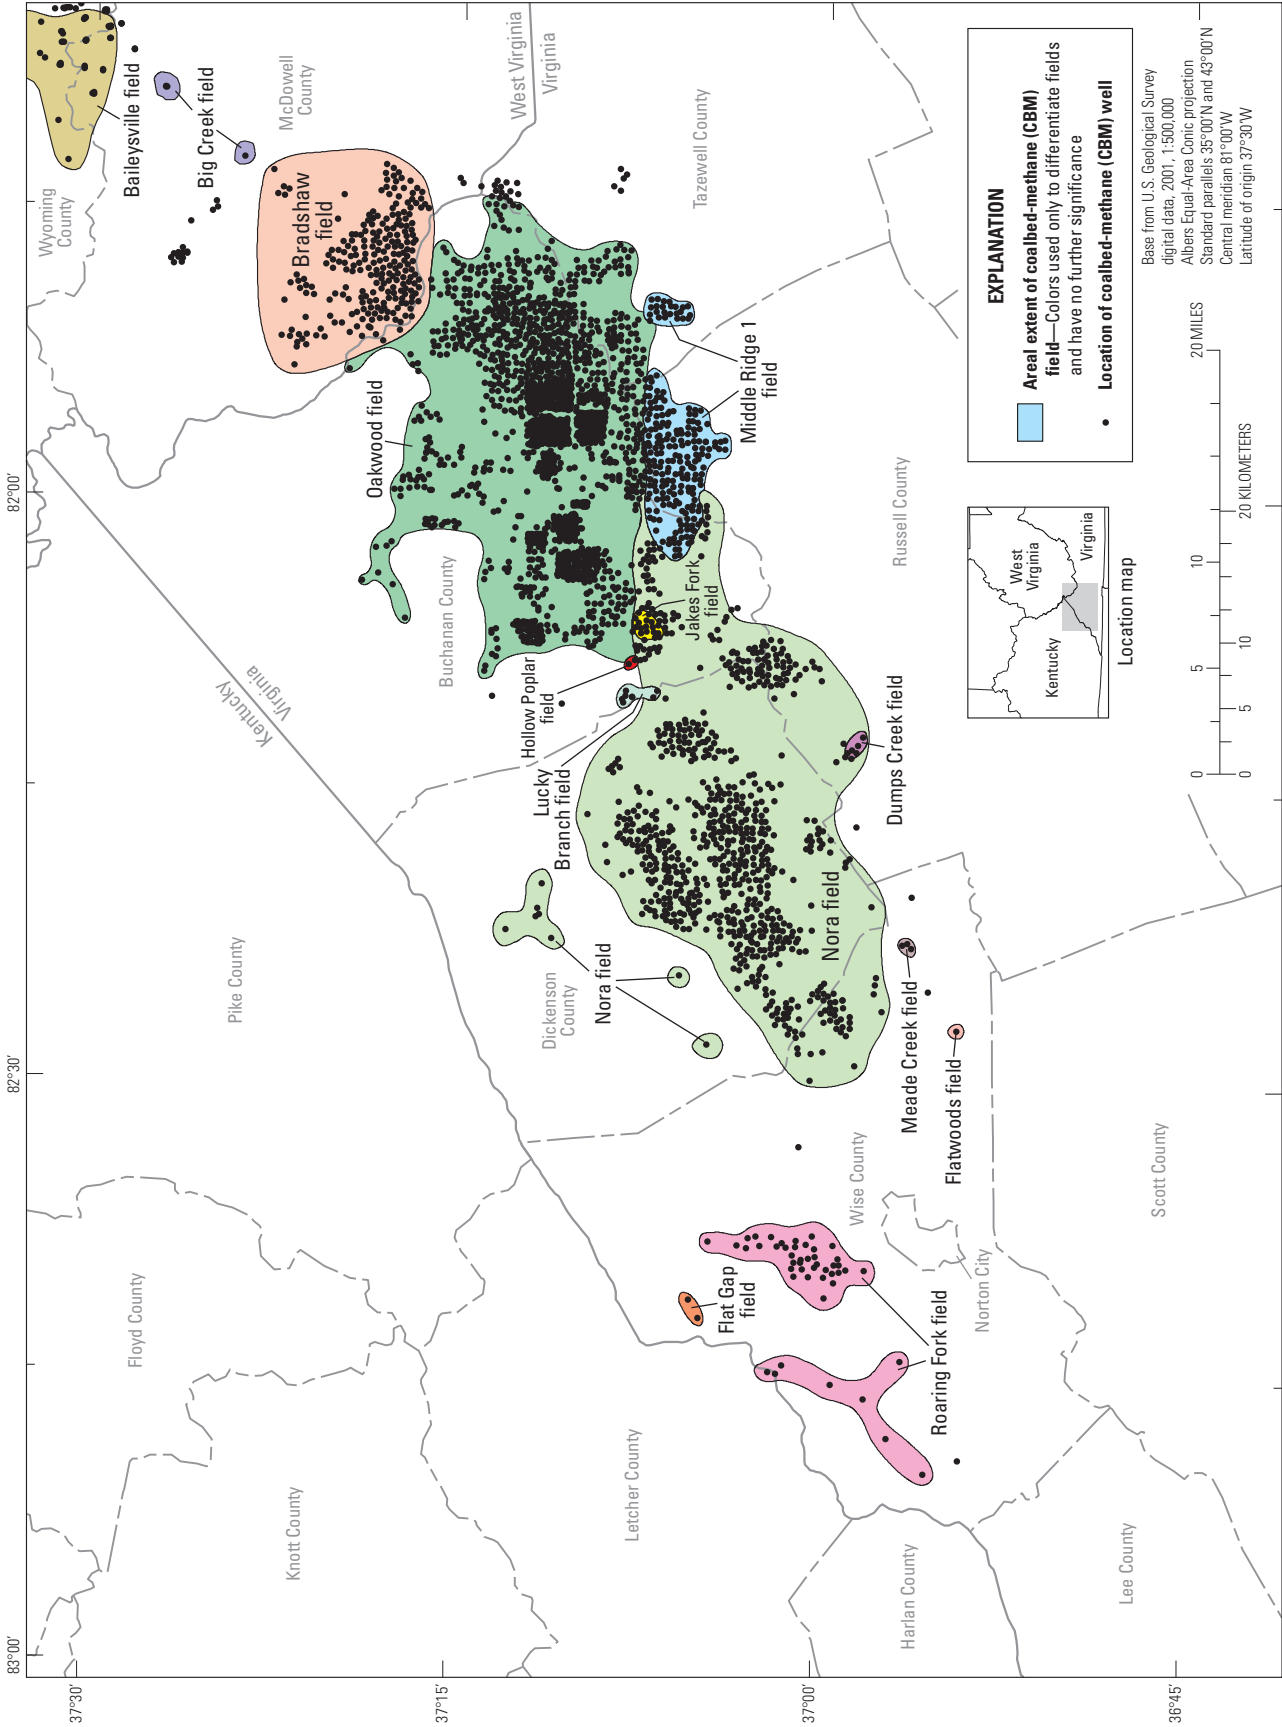 83°00′
82°30′
82°00′
37°30′
37°15′
37°00′
36°45′
Knott County
Floyd County
Pike County
Letcher County
Harlan County
Lee County
Scott County
Wise County
Norton City
Dickenson
County
Buchanan County
Russell County
Tazewell County
McDowell
County
Wyoming
County
Kentucky
Virginia
West Virginia
Virginia
Baileysville field
Big Creek field
Bradshaw
field
Oakwood field
Middle Ridge 1
field
Jakes Fork
field
Hollow Poplar
field
Lucky
Branch field
Nora field
Nora field
Dumps Creek field
Meade Creek field
Flatwoods field
Flat Gap
field
Roaring Fork field
EXPLANATION
Areal extent of coalbed-methane (CBM)
field—Colors used only to differentiate fields
and have no further significance
Location of coalbed-methane (CBM) well
Kentucky
West
Virginia
Virginia
Location map
0 5 10 20 MILES
0 5 10 20 KILOMETERS
Base from U.S. Geological Survey
digital data, 2001, 1:500,000
Albers Equal-Area Conic projection
Standard parallels 35°00′N and 43°00′N
Central meridian 81°00′W
Latitude of origin 37°30′W